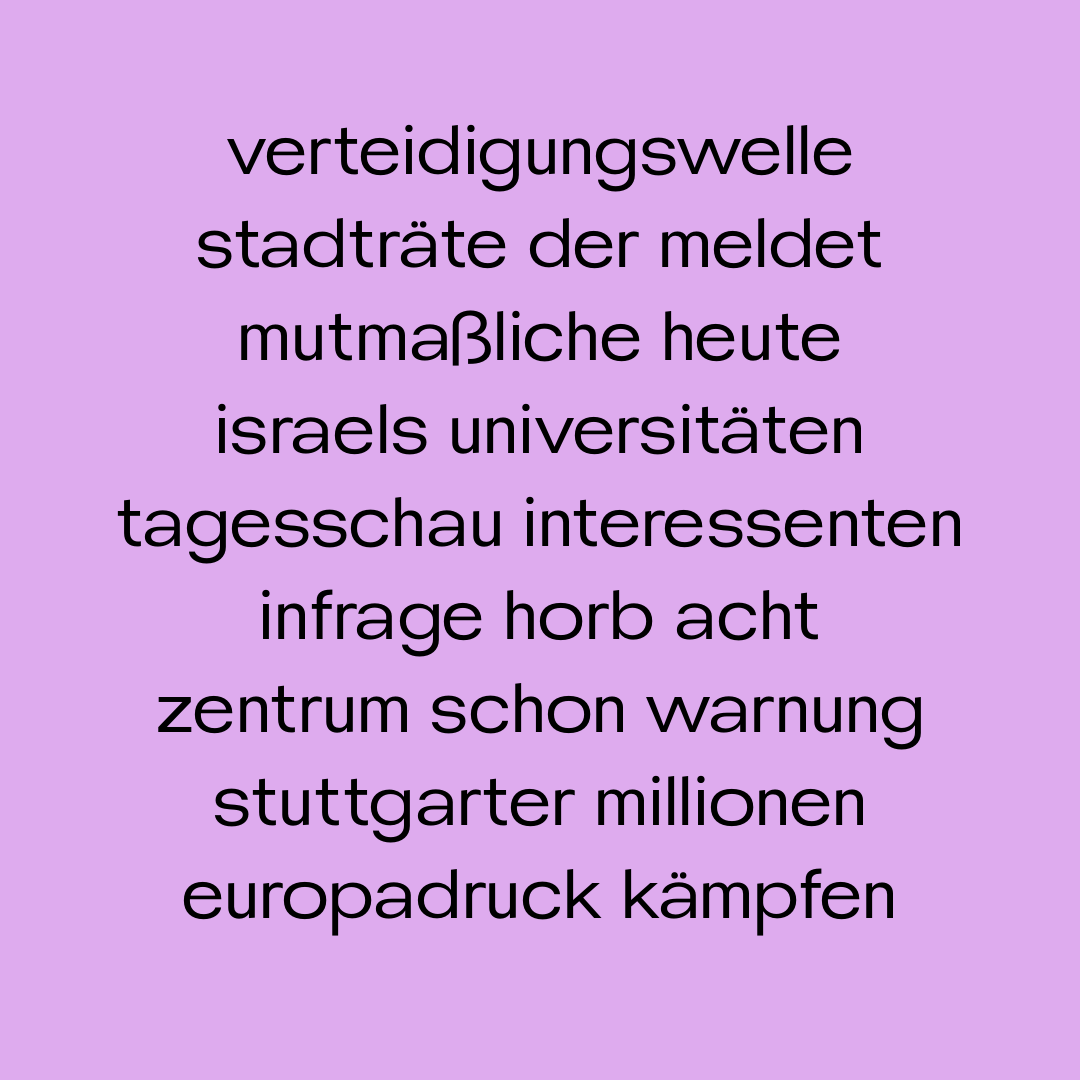 verteidigungswelle
stadträte der meldet
mutmaßliche heute
israels universitäten
tagesschau interessenten
infrage horb acht
zentrum schon warnung
stuttgarter millionen
europadruck kämpfen